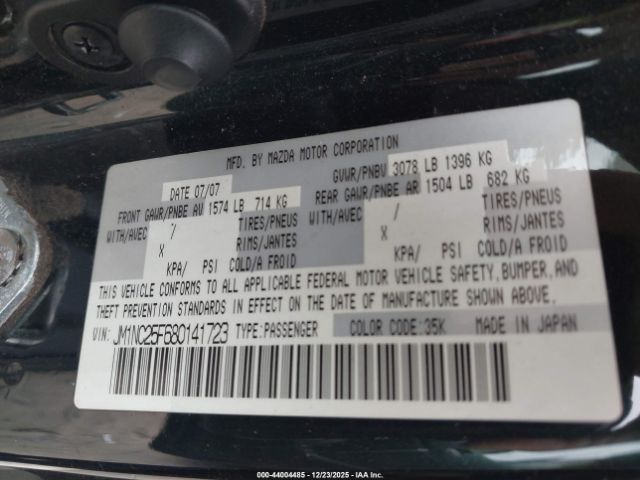 MFD. BY MAZDA MOTOR CORPORATION
DATE 07/07 GVWR/PNBV 3078 LB 1396 KG
FRONT GAWR/PNBE AV 1574 LB 714 KG REAR GAWR/PNBE AR 1504 LB 682 KG
WITH/AVEC / TIRES/PNEUS WITH/AVEC / TIRES/PNEUS
X RIMS/JANTES X RIMS/JANTES
KPA/ PSI COLD/A FROID KPA/ PSI COLD/A FROID
THIS VEHICLE CONFORMS TO ALL APPLICABLE FEDERAL MOTOR VEHICLE SAFETY, BUMPER, AND
THEFT PREVENTION STANDARDS IN EFFECT ON THE DATE OF MANUFACTURE SHOWN ABOVE.
VIN: JM1NC25F680141723 TYPE:PASSENGER COLOR CODE:35K MADE IN JAPAN
000-44004485 - 12/23/2025 - IAA Inc.